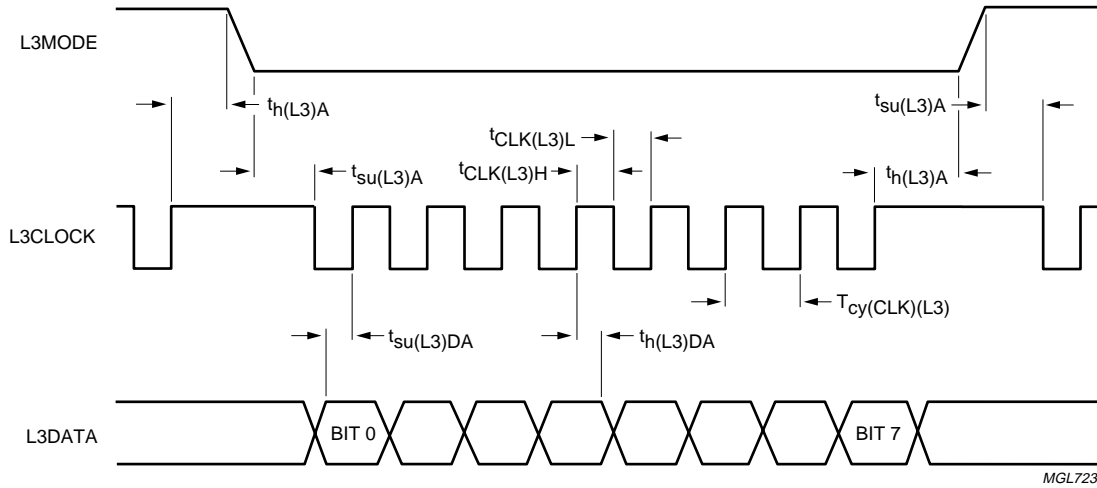 L3MODE
th(L3)A
tsu(L3)A
tCLK(L3)L
tCLK(L3)H
tsu(L3)A
th(L3)A
L3CLOCK
Tcy(CLK)(L3)
tsu(L3)DA
th(L3)DA
L3DATA
BIT 0
BIT 7
MGL723